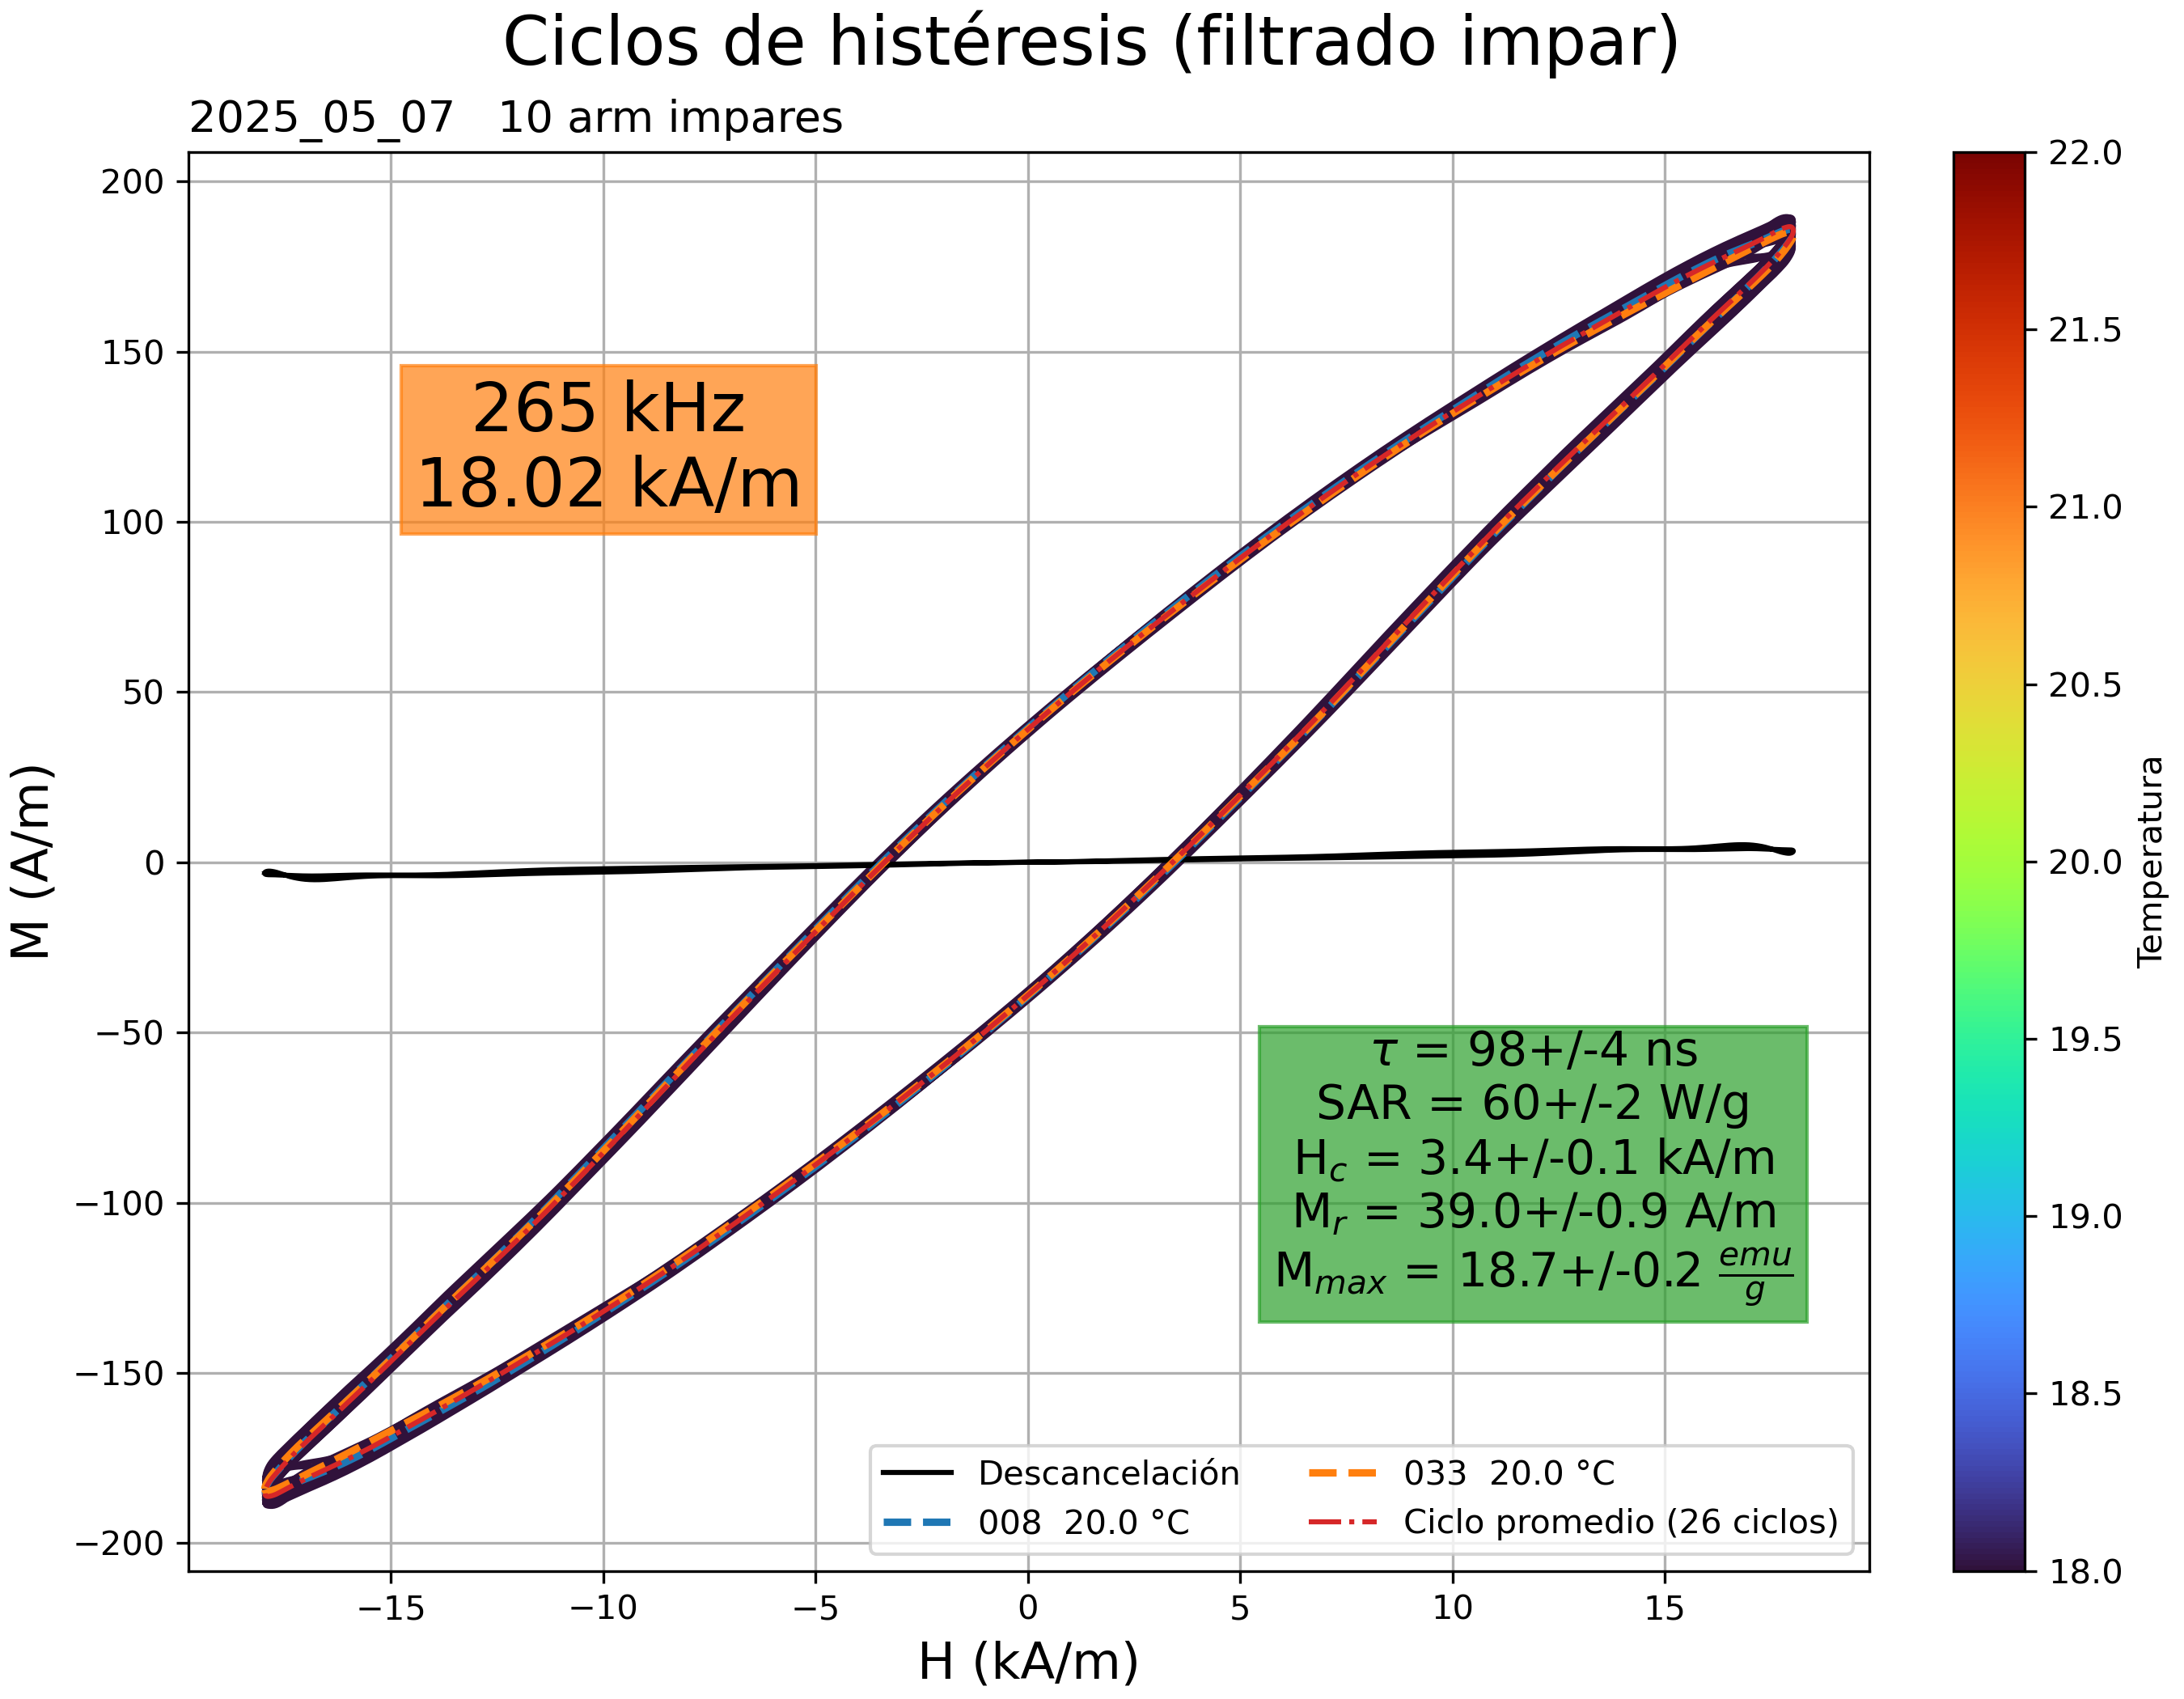 Ciclos de histéresis (filtrado impar)
2025_05_07   10 arm impares
200
150
100
50
0
−50
−100
−150
−200
M (A/m)
265 kHz
18.02 kA/m
τ = 98+/-4 ns
SAR = 60+/-2 W/g
H_c = 3.4+/-0.1 kA/m
M_r = 39.0+/-0.9 A/m
M_max = 18.7+/-0.2 emu/g
Descancelación
008  20.0 °C
033  20.0 °C
Ciclo promedio (26 ciclos)
−15
−10
−5
0
5
10
15
H (kA/m)
22.0
21.5
21.0
20.5
20.0
19.5
19.0
18.5
18.0
Temperatura